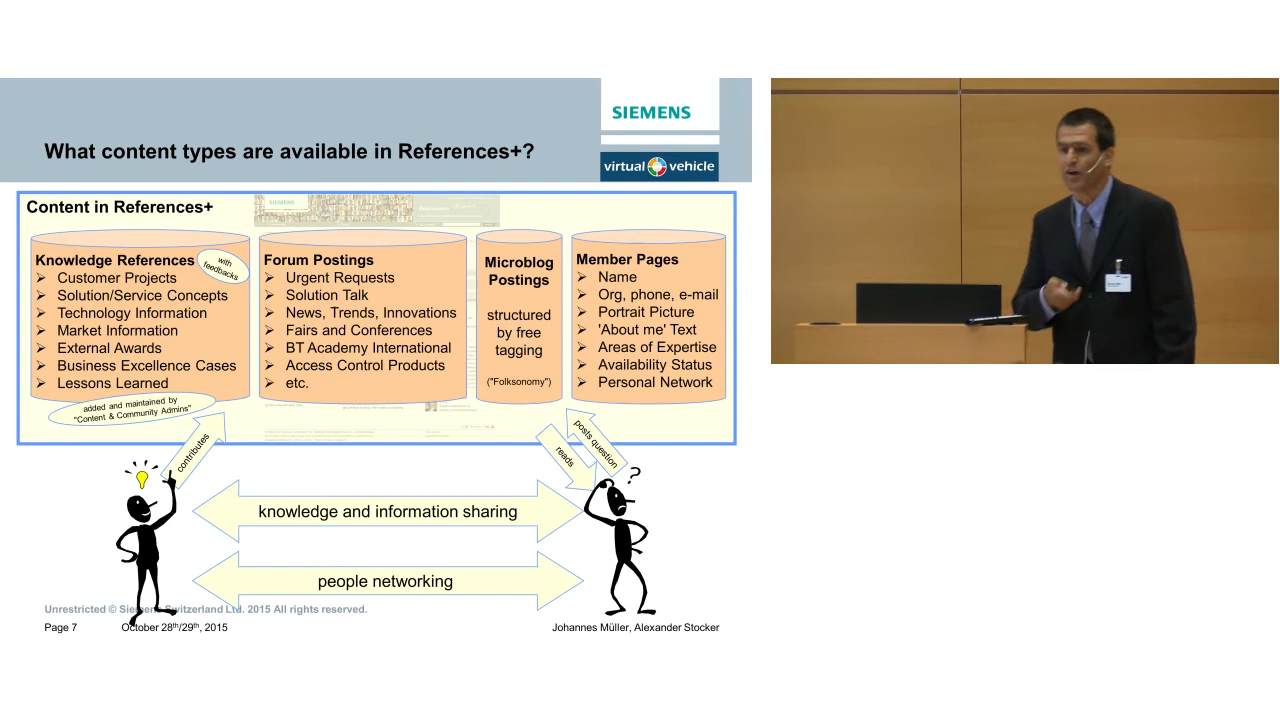 SIEMENS
What content types are available in References+?
virtual vehicle
Content in References+
SIEMENS
Knowledge References
with
feedbacks
Customer Projects
Solution/Service Concepts
Technology Information
Market Information
External Awards
Business Excellence Cases
Lessons Learned
added and maintained by
"Content & Community Admins"
Forum Postings
Urgent Requests
Solution Talk
News, Trends, Innovations
Fairs and Conferences
BT Academy International
Access Control Products
etc.
Microblog
Postings
structured
by free
tagging
("Folksonomy")
Member Pages
Name
Org, phone, e-mail
Portrait Picture
'About me' Text
Areas of Expertise
Availability Status
Personal Network
contributes
reads
posts question
?
knowledge and information sharing
people networking
Unrestricted © Siemens Switzerland Ltd. 2015 All rights reserved.
Page 7 October 28th/29th, 2015 Johannes Müller, Alexander Stocker